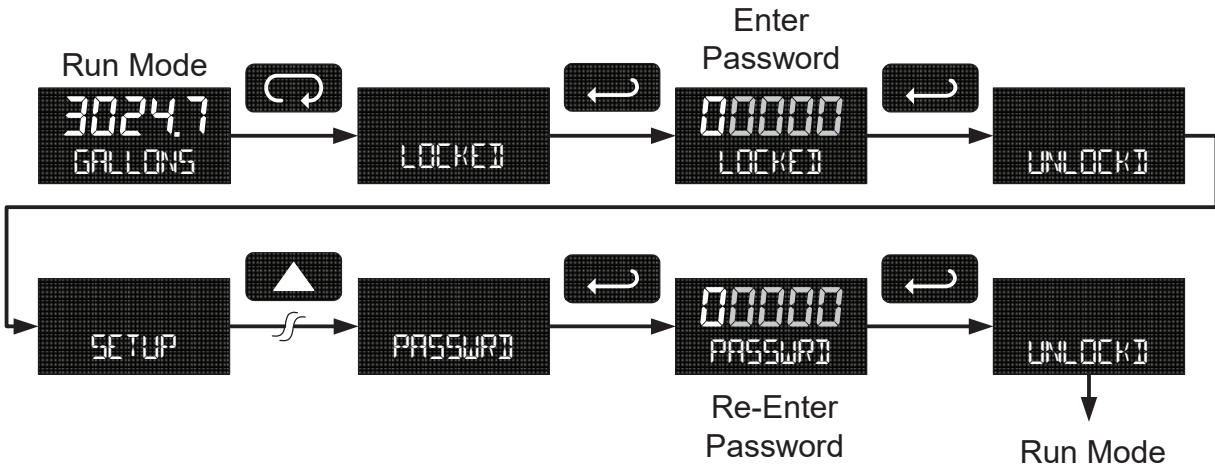 Enter
Password
Run Mode
3024.7
GALLONS
LOCKED
00000
LOCKED
UNLOCKD
SETUP
PASSWRD
00000
PASSWRD
UNLOCKD
Re-Enter
Password
Run Mode